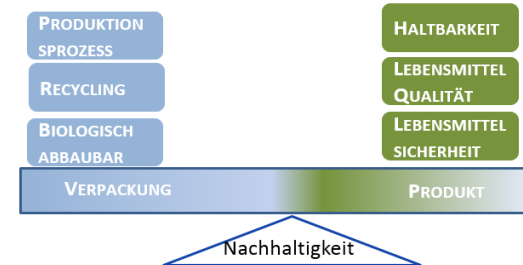 PRODUKTION
SPROZESS
RECYCLING
BIOLOGISCH
ABBAUBAR
HALTBARKEIT
LEBENSMITTEL
QUALITÄT
LEBENSMITTEL
SICHERHEIT
VERPACKUNG
PRODUKT
Nachhaltigkeit